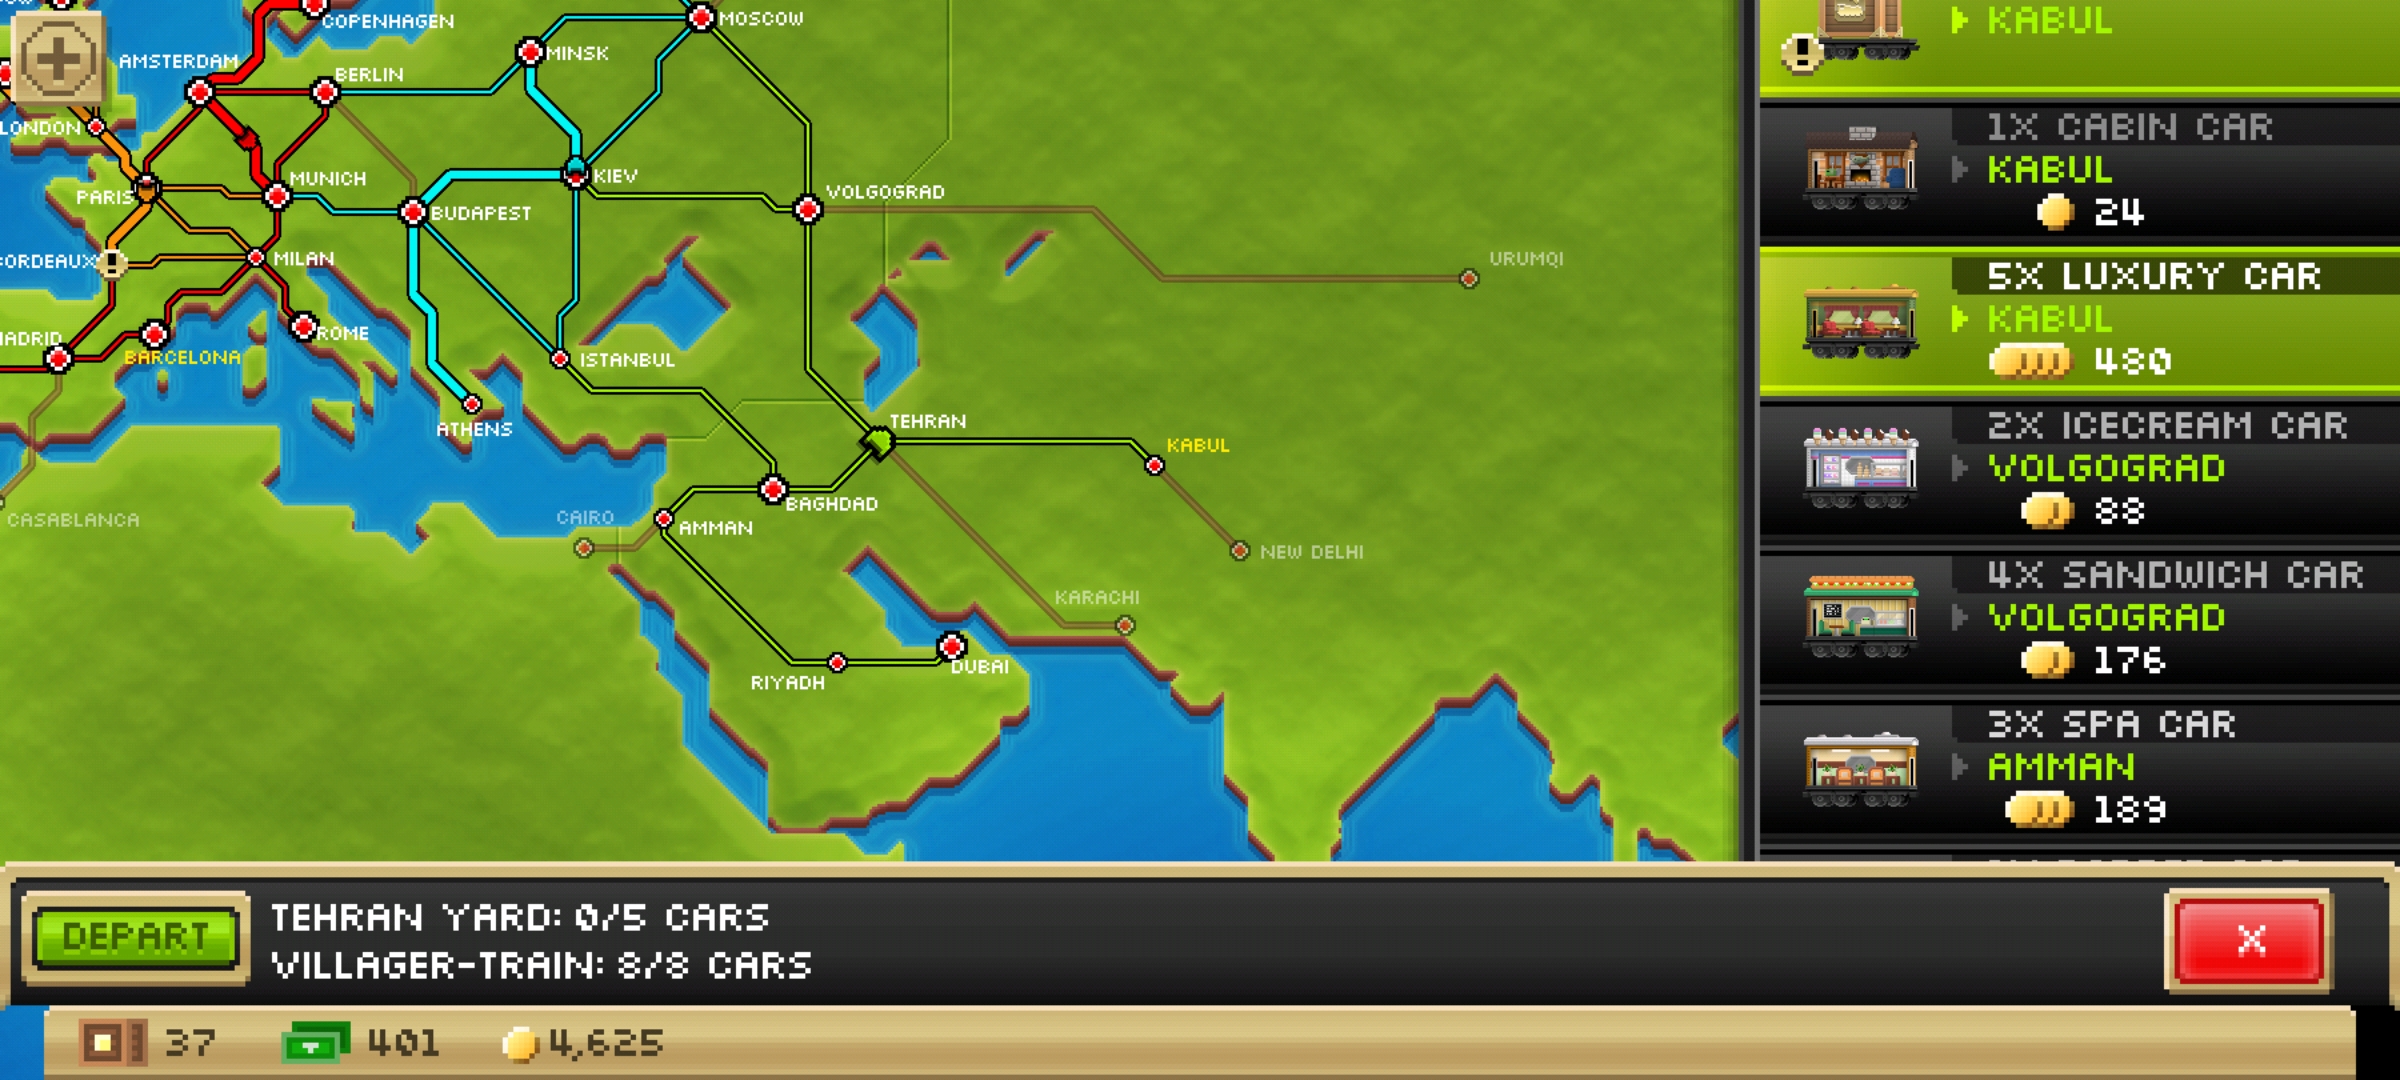 COPENHAGEN
MOSCOW
MINSK
AMSTERDAM
BERLIN
LONDON
KIEV
MUNICH
PARIS
VOLGOGRAD
BUDAPEST
ORDEAUX
MILAN
URUMQI
ADRID
ROME
BARCELONA
ISTANBUL
ATHENS
TEHRAN
KABUL
BAGHDAD
CASABLANCA
CAIRO
AMMAN
NEW DELHI
KARACHI
RIYADH
DUBAI
KABUL
1X CABIN CAR
KABUL
24
5X LUXURY CAR
KABUL
480
2X ICECREAM CAR
VOLGOGRAD
88
4X SANDWICH CAR
VOLGOGRAD
176
3X SPA CAR
AMMAN
189
DEPART
TEHRAN YARD: 0/5 CARS
VILLAGER-TRAIN: 8/8 CARS
X
37
401
4,625